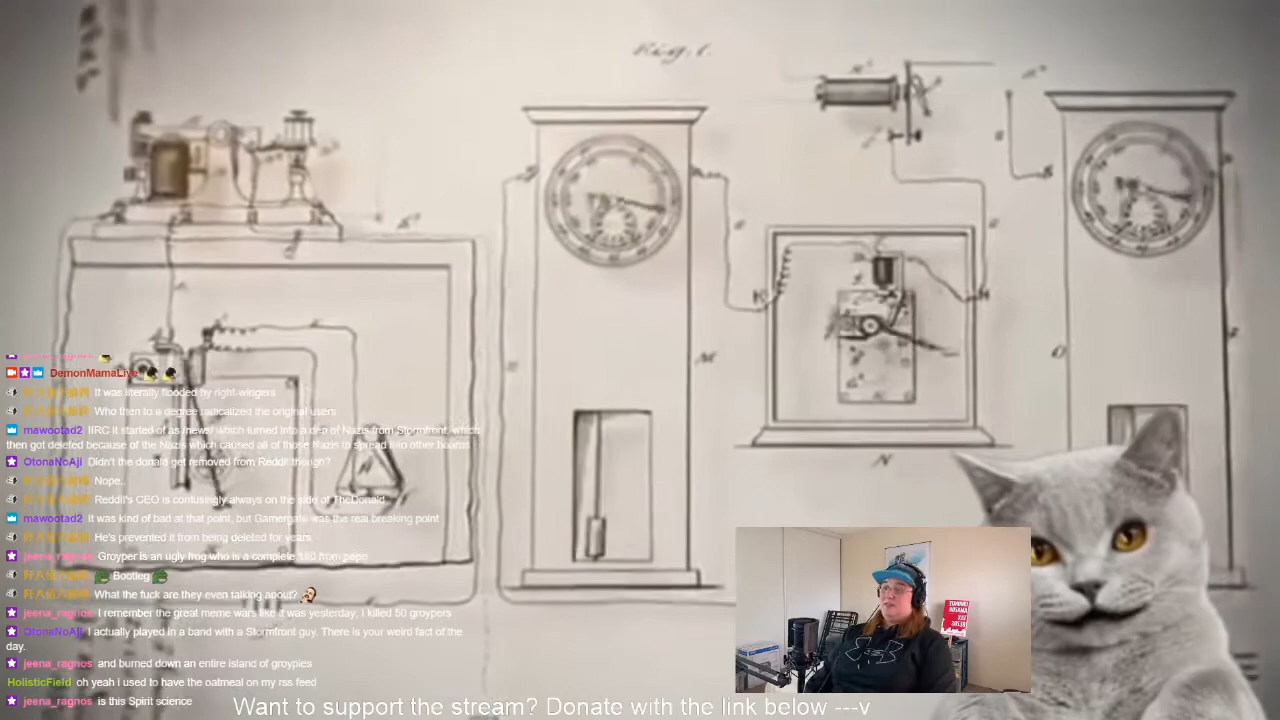 Fig. 1.
DemonMamaLive
It was literally flooded by right-wingers
Who then to a degree radicalized the original users
mawootad2 IIRC it started of as /news/ which turned into a den of Nazis from Stormfront, which
then got deleted because of the Nazis which caused all of those Nazis to spread into other boards
OtonaNoAji Didn't the donald get removed from Reddit though?
Nope..
Reddit's CEO is confusingly always on the side of TheDonald
mawootad2 It was kind of bad at that point, but Gamergate was the real breaking point
He's prevented it from being deleted for years.
jeena_ragnos Groyper is an ugly frog who is a complete 180 from pepe
Bootleg
What the fuck are they even talking about?
jeena_ragnos I remember the great meme wars like it was yesterday, I killed 50 groypers
OtonaNoAji I actually played in a band with a Stormfront guy. There is your weird fact of the
day.
jeena_ragnos and burned down an entire island of groypies
HolisticField oh yeah i used to have the oatmeal on my rss feed
jeena_ragnos is this Spirit science
Want to support the stream? Donate with the link below ---v